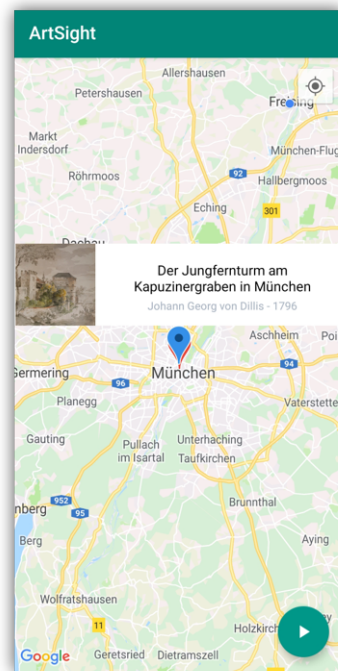 ArtSight
Allershausen
Petershausen
Freising
Markt
Indersdorf
München-Flug
Röhrmoos
92
Hallbergmoos
Eching
301
Dachau
Der Jungfernturm am
Kapuzinergraben in München
Johann Georg von Dillis - 1796
Aschheim
Poi
Germering
96
München
94
Planegg
Vaterstette
Gauting
Pullach
im Isartal
Unterhaching
Taufkirchen
952
nberg
95
Brunnthal
Berg
Aying
Wolfratshausen
11
Holzkirch
Google
Geretsried
Dietramszell